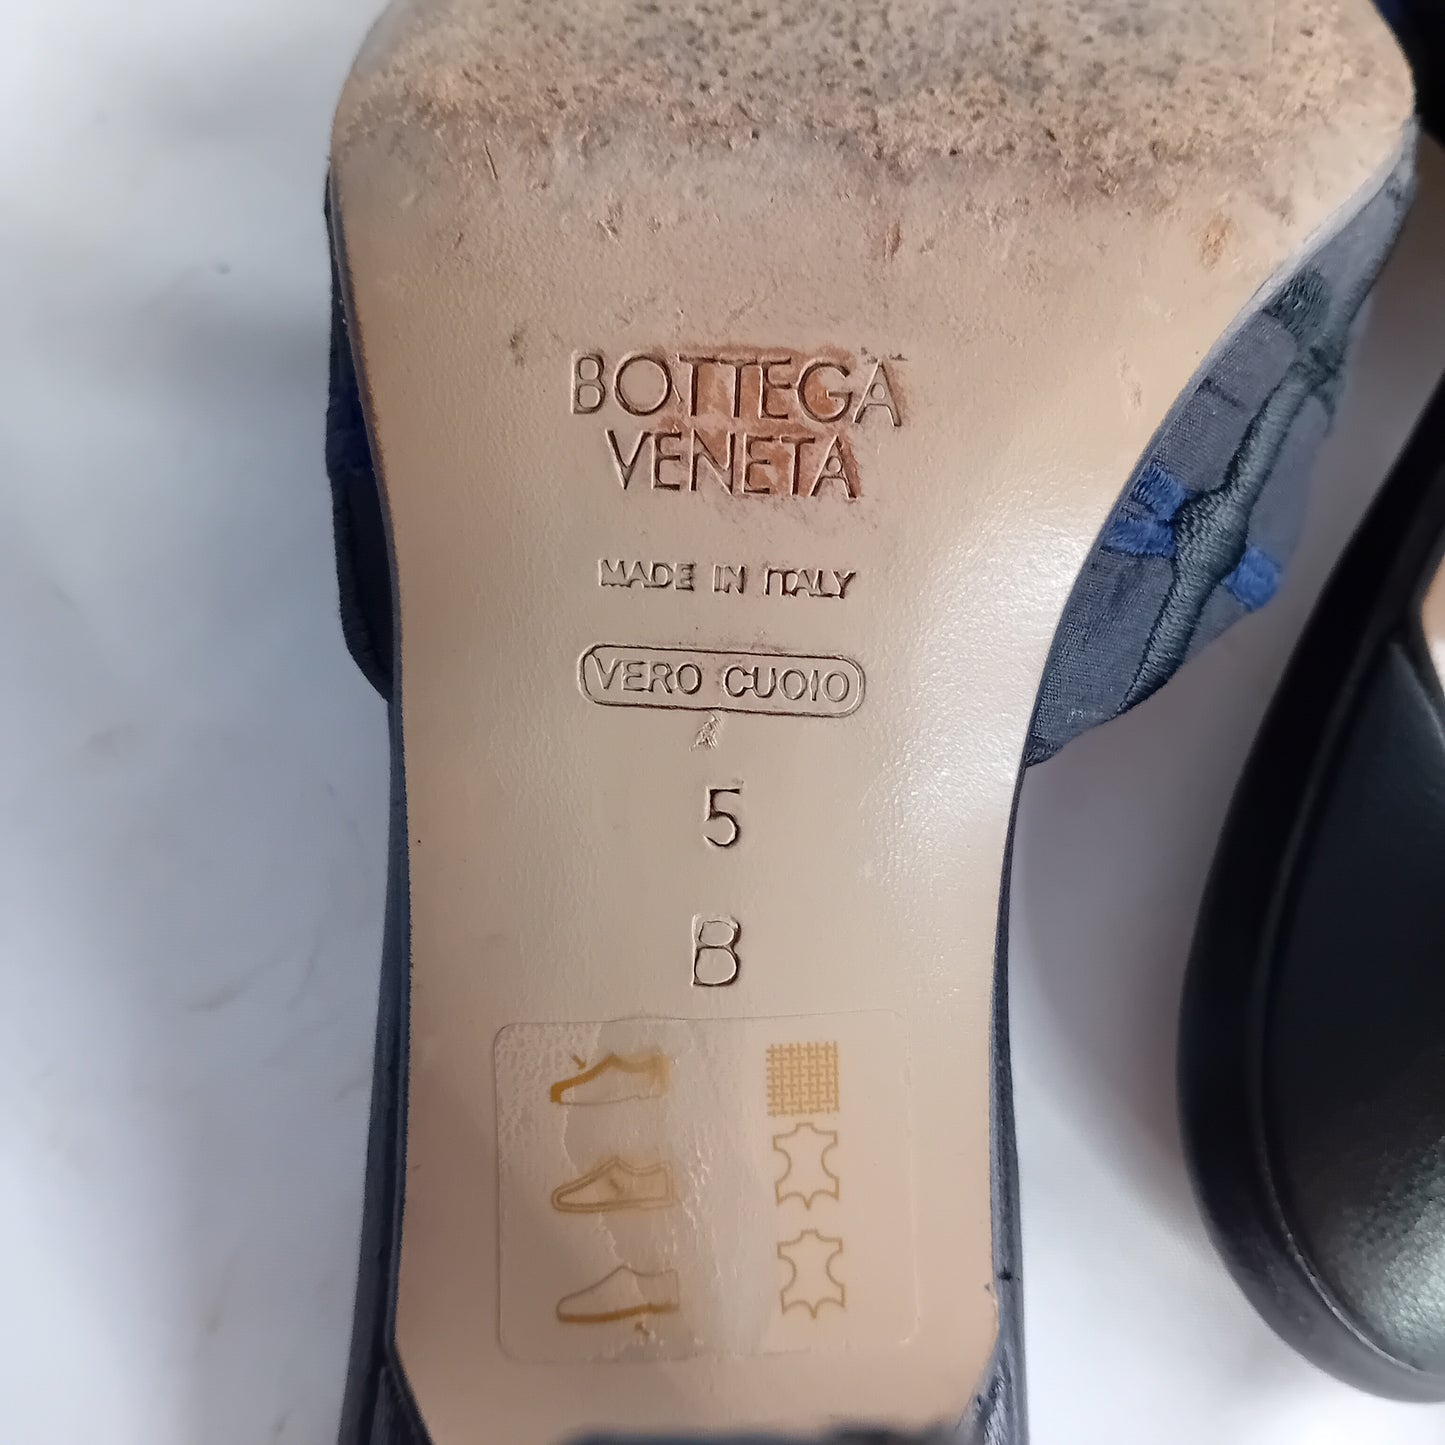 BOTTEGA
VENETA
MADE IN ITALY
VERO CUOIO
5
B